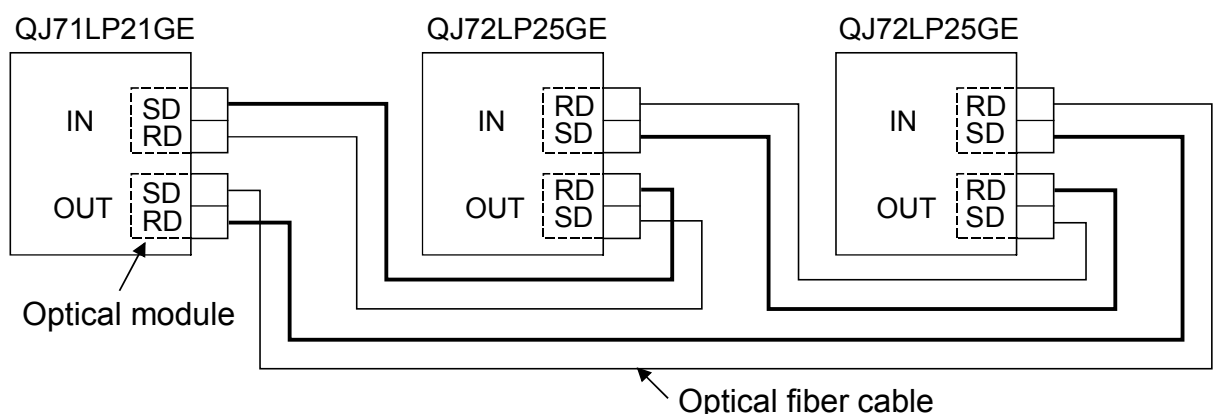 QJ71LP21GE
QJ72LP25GE
QJ72LP25GE
IN
SD
RD
OUT
SD
RD
IN
RD
SD
OUT
RD
SD
IN
RD
SD
OUT
RD
SD
Optical module
Optical fiber cable